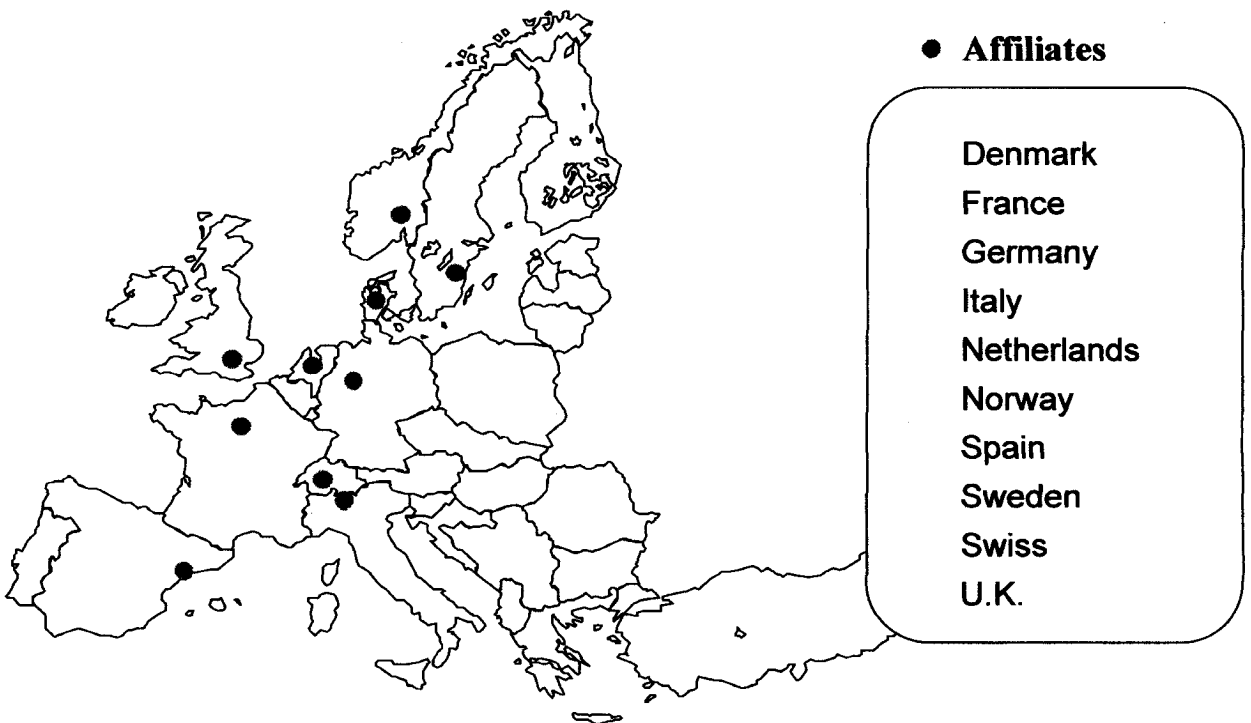 Affiliates
Denmark
France
Germany
Italy
Netherlands
Norway
Spain
Sweden
Swiss
U.K.